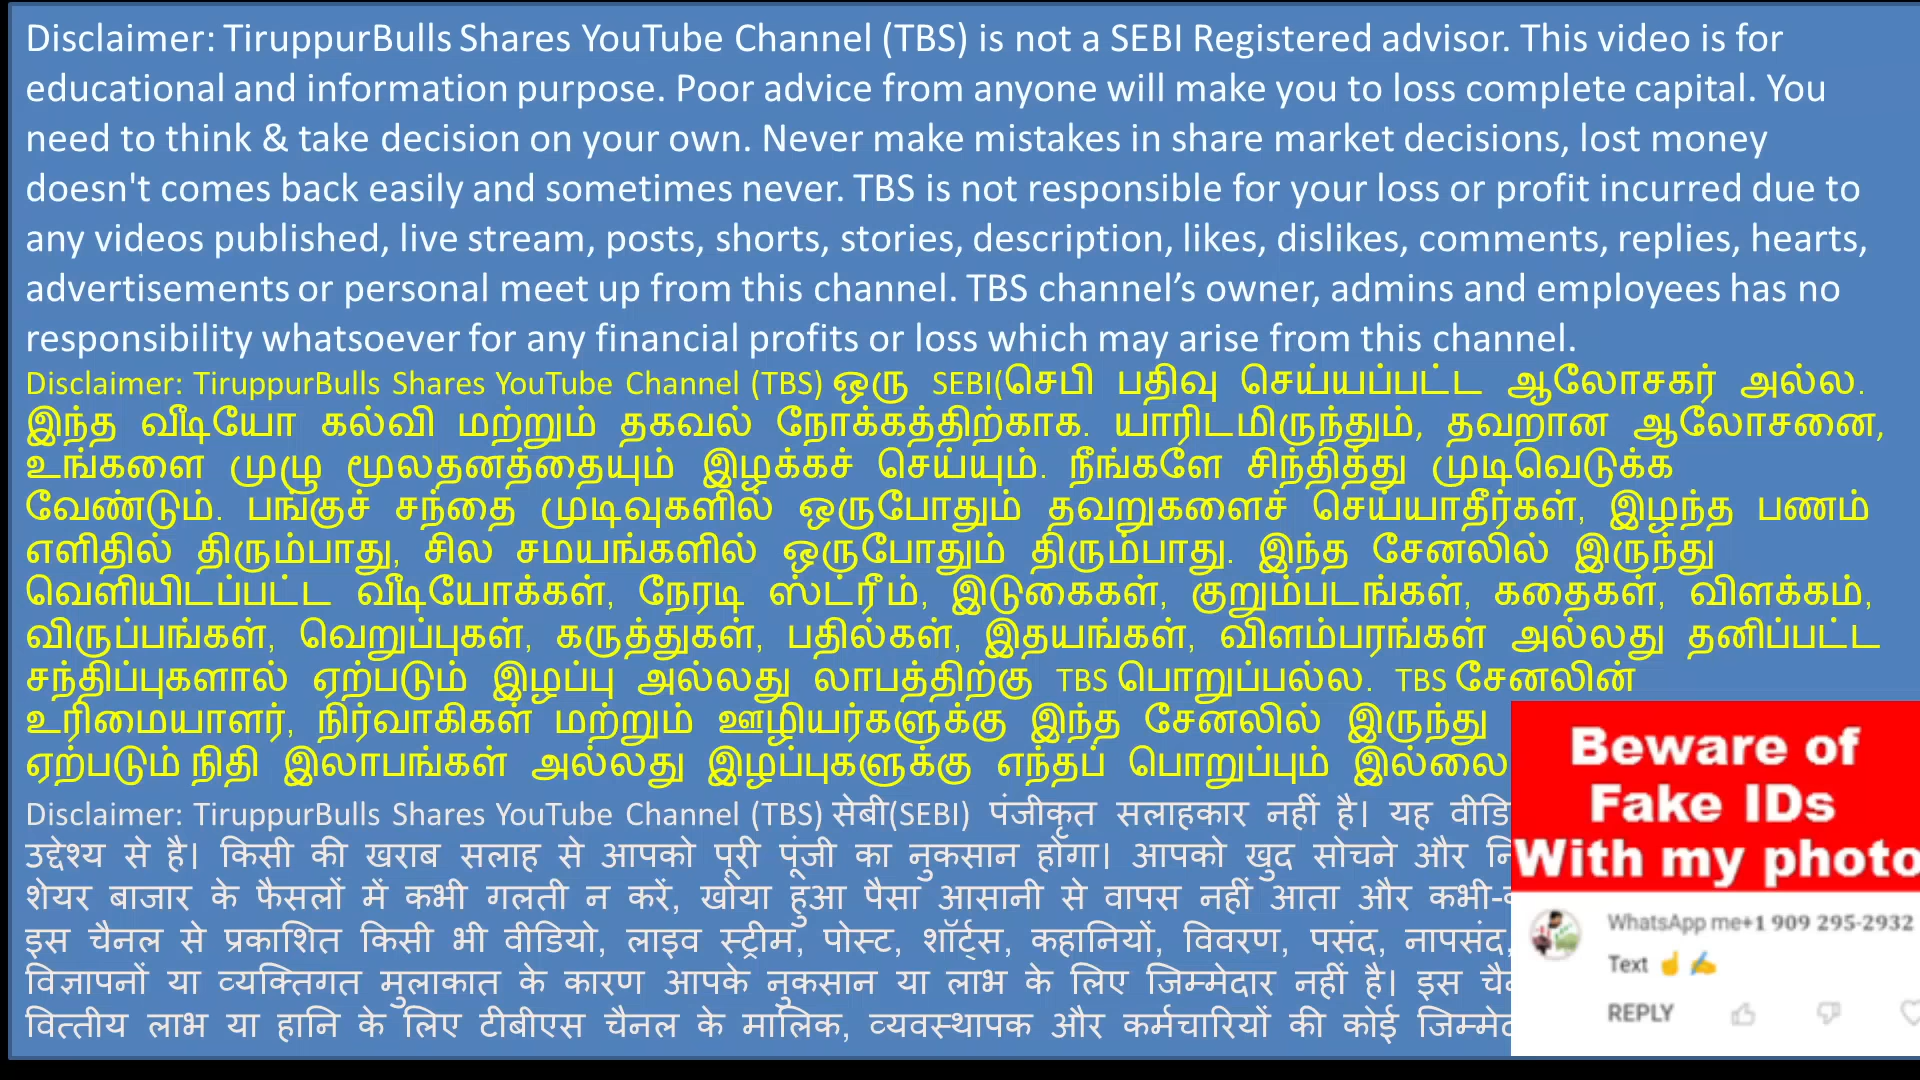 Disclaimer: TiruppurBulls Shares YouTube Channel (TBS) is not a SEBI Registered advisor. This video is for
educational and information purpose. Poor advice from anyone will make you to loss complete capital. You
need to think & take decision on your own. Never make mistakes in share market decisions, lost money
doesn't comes back easily and sometimes never. TBS is not responsible for your loss or profit incurred due to
any videos published, live stream, posts, shorts, stories, description, likes, dislikes, comments, replies, hearts,
advertisements or personal meet up from this channel. TBS channel’s owner, admins and employees has no
responsibility whatsoever for any financial profits or loss which may arise from this channel.
Disclaimer: TiruppurBulls Shares YouTube Channel (TBS) ஒரு SEBI(செபி பதிவு செய்யப்பட்ட ஆலோசகர் அல்ல.
இந்த வீடியோ கல்வி மற்றும் தகவல் நோக்கத்திற்காக. யாரிடமிருந்தும், தவறான ஆலோசனை,
உங்களை முழு மூலதனத்தையும் இழக்கச் செய்யும். நீங்களே சிந்தித்து முடிவெடுக்க
வேண்டும். பங்குச் சந்தை முடிவுகளில் ஒருபோதும் தவறுகளைச் செய்யாதீர்கள், இழந்த பணம்
எளிதில் திரும்பாது, சில சமயங்களில் ஒருபோதும் திரும்பாது. இந்த சேனலில் இருந்து
வெளியிடப்பட்ட வீடியோக்கள், நேரடி ஸ்ட்ரீம், இடுகைகள், குறும்படங்கள், கதைகள், விளக்கம்,
விருப்பங்கள், வெறுப்புகள், கருத்துகள், பதில்கள், இதயங்கள், விளம்பரங்கள் அல்லது தனிப்பட்ட
சந்திப்புகளால் ஏற்படும் இழப்பு அல்லது லாபத்திற்கு TBS பொறுப்பல்ல. TBS சேனலின்
உரிமையாளர், நிர்வாகிகள் மற்றும் ஊழியர்களுக்கு இந்த சேனலில் இருந்து
ஏற்படும் நிதி இலாபங்கள் அல்லது இழப்புகளுக்கு எந்தப் பொறுப்பும் இல்லை
Disclaimer: TiruppurBulls Shares YouTube Channel (TBS) सेबी(SEBI) पंजीकृत सलाहकार नहीं है। यह
उद्देश्य से है। किसी की खराब सलाह से आपको पूरी पूंजी का नुकसान होगा। आपको खुद सोचने और
शेयर बाजार के फैसलों में कभी गलती न करें, खोया हुआ पैसा आसानी से वापस नहीं आता और
इस चैनल से प्रकाशित किसी भी वीडियो, लाइव स्ट्रीम, पोस्ट, शॉर्ट्स, कहानियों, विवरण, पसंद, नापसंद,
विज्ञापनों या व्यक्तिगत मुलाकात के कारण आपके नुकसान या लाभ के लिए जिम्मेदार नहीं है। इस
वित्तीय लाभ या हानि के लिए टीबीएस चैनल के मालिक, व्यवस्थापक और कर्मचारियों की कोई
Beware of
Fake IDs
With my photo
WhatsApp me+1 909 295-2932
Text ☝️ ✍️
REPLY